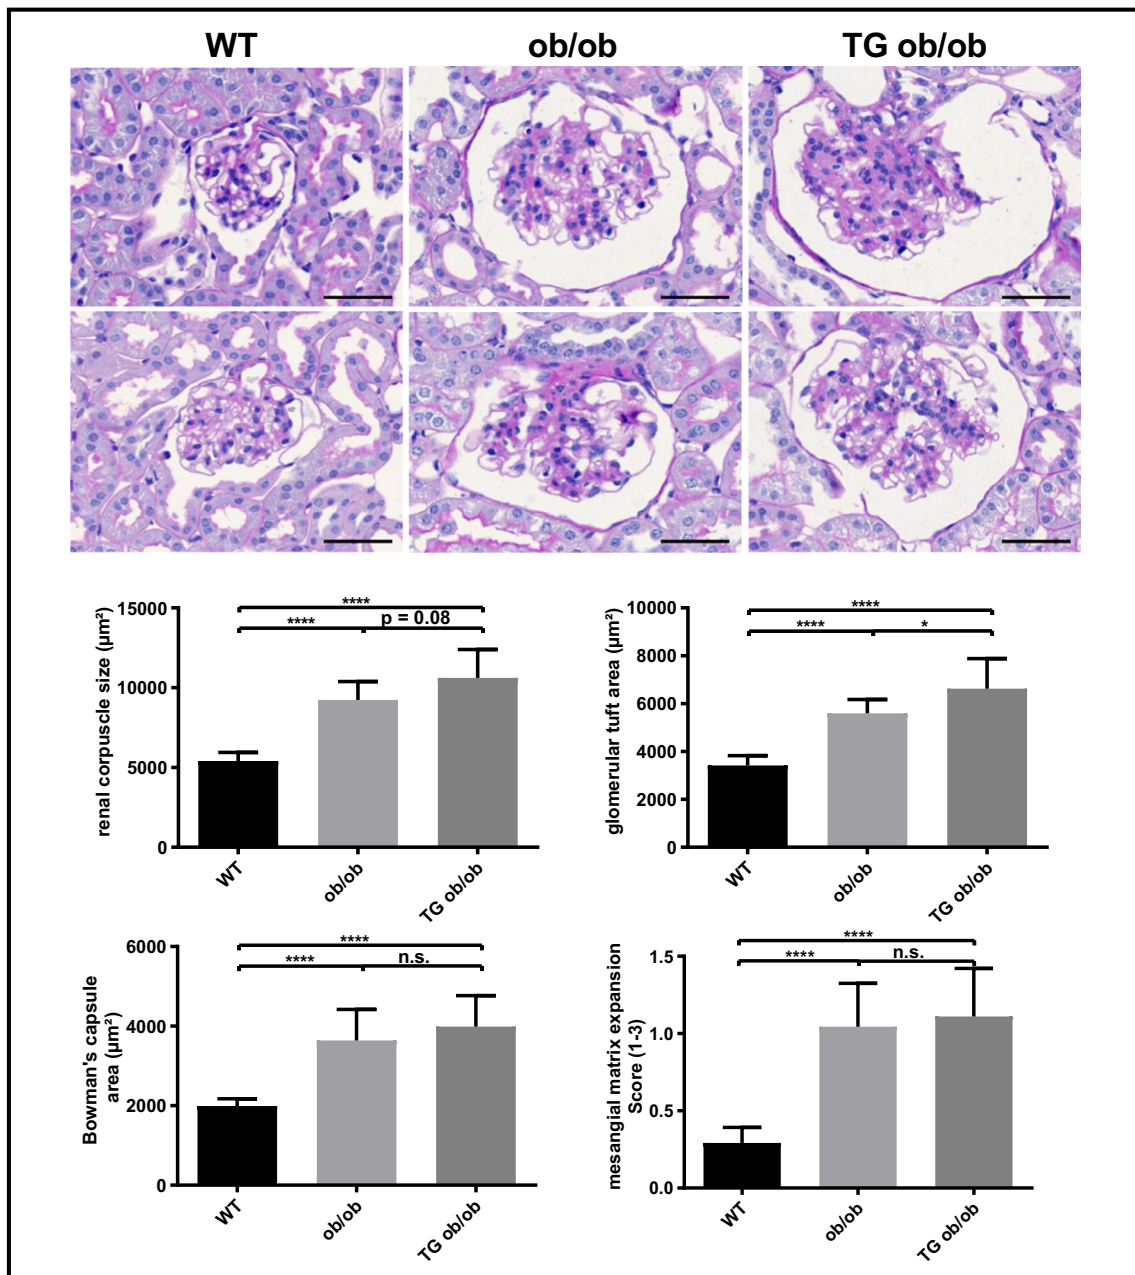 WT ob/ob TG ob/ob
renal corpuscle size (µm²)
15000
10000
5000
0
****
**** p = 0.08
WT ob/ob TG ob/ob
glomerular tuft area (µm²)
10000
8000
6000
4000
2000
0
****
**** *
WT ob/ob TG ob/ob
Bowman's capsule
area (µm²)
6000
4000
2000
0
****
**** n.s.
WT ob/ob TG ob/ob
mesangial matrix expansion
Score (1-3)
1.5
1.0
0.5
0.0
****
**** n.s.
WT ob/ob TG ob/ob